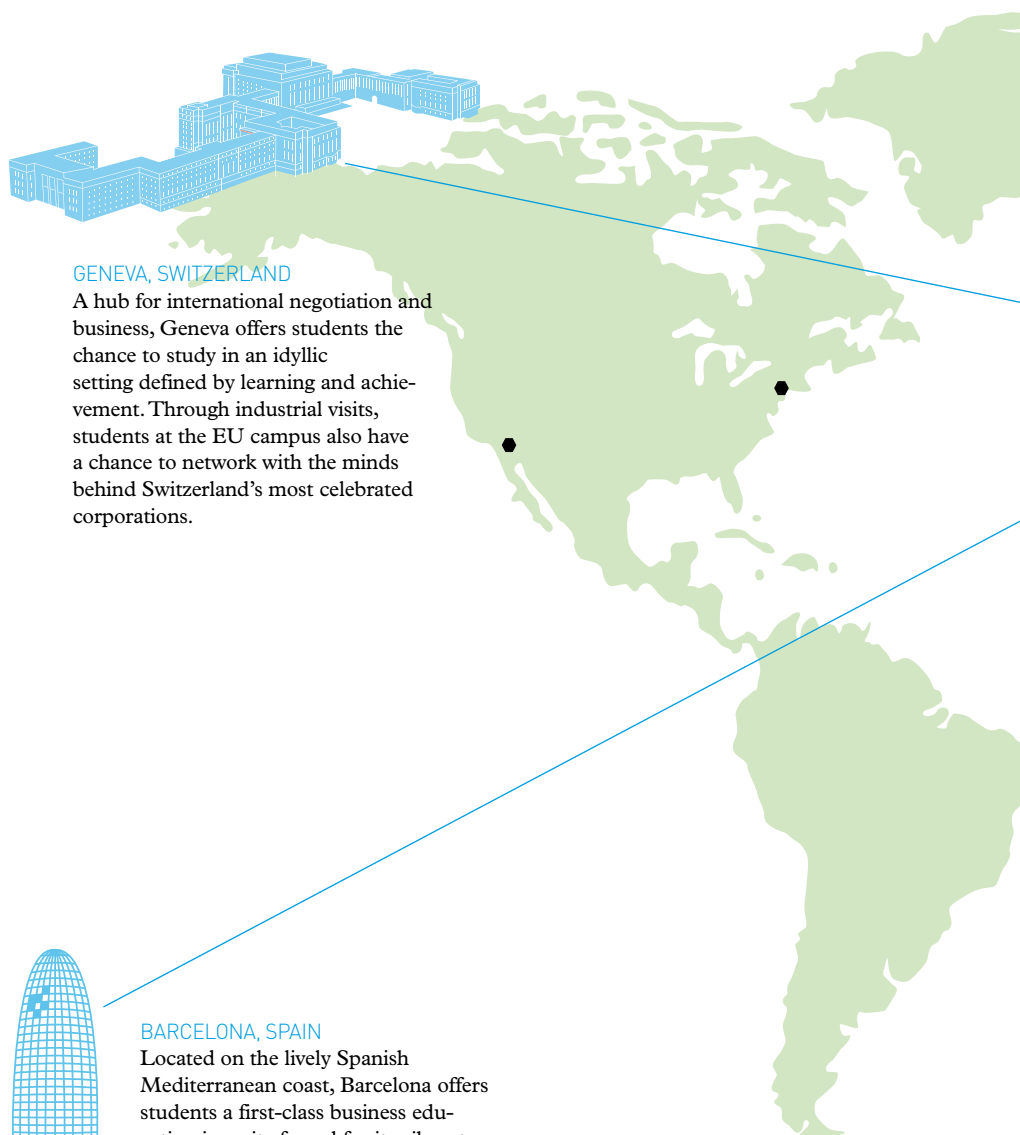 GENEVA, SWITZERLAND
A hub for international negotiation and
business, Geneva offers students the
chance to study in an idyllic
setting defined by learning and achie-
vement. Through industrial visits,
students at the EU campus also have
a chance to network with the minds
behind Switzerland’s most celebrated
corporations.
BARCELONA, SPAIN
Located on the lively Spanish
Mediterranean coast, Barcelona offers
students a first-class business edu-